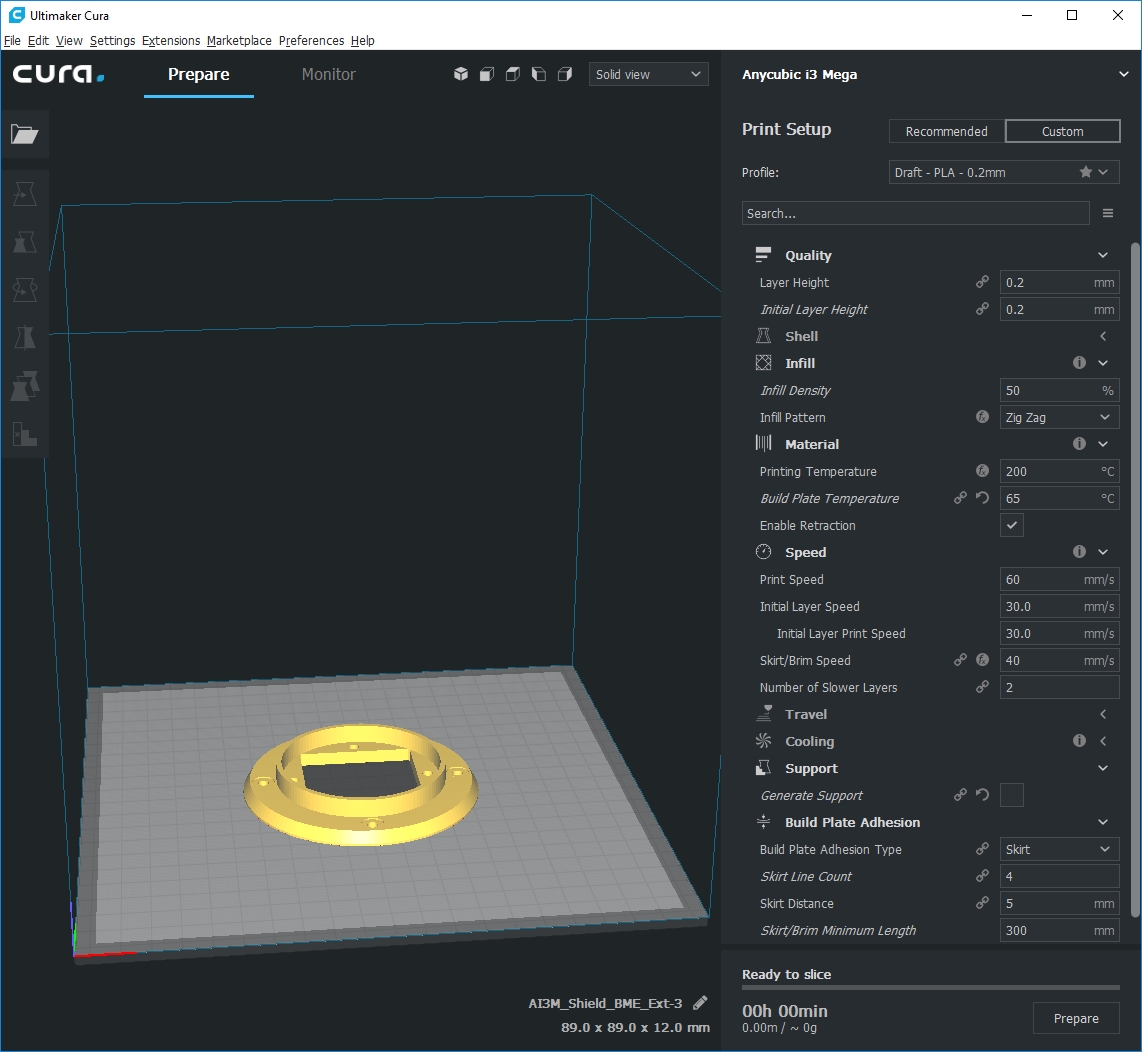 Ultimaker Cura
File Edit View Settings Extensions Marketplace Preferences Help
cura.
Prepare
Monitor
Solid view
Anycubic i3 Mega
Print Setup
Recommended
Custom
Profile:
Draft - PLA - 0.2mm
Search...
Quality
Layer Height 0.2 mm
Initial Layer Height 0.2 mm
Shell
Infill
Infill Density 50 %
Infill Pattern Zig Zag
Material
Printing Temperature 200 °C
Build Plate Temperature 65 °C
Enable Retraction
Speed
Print Speed 60 mm/s
Initial Layer Speed 30.0 mm/s
Initial Layer Print Speed 30.0 mm/s
Skirt/Brim Speed 40 mm/s
Number of Slower Layers 2
Travel
Cooling
Support
Generate Support
Build Plate Adhesion
Build Plate Adhesion Type Skirt
Skirt Line Count 4
Skirt Distance 5 mm
Skirt/Brim Minimum Length 300 mm
AI3M_Shield_BME_Ext-3
89.0 x 89.0 x 12.0 mm
Ready to slice
00h 00min
0.00m / ~ 0g
Prepare